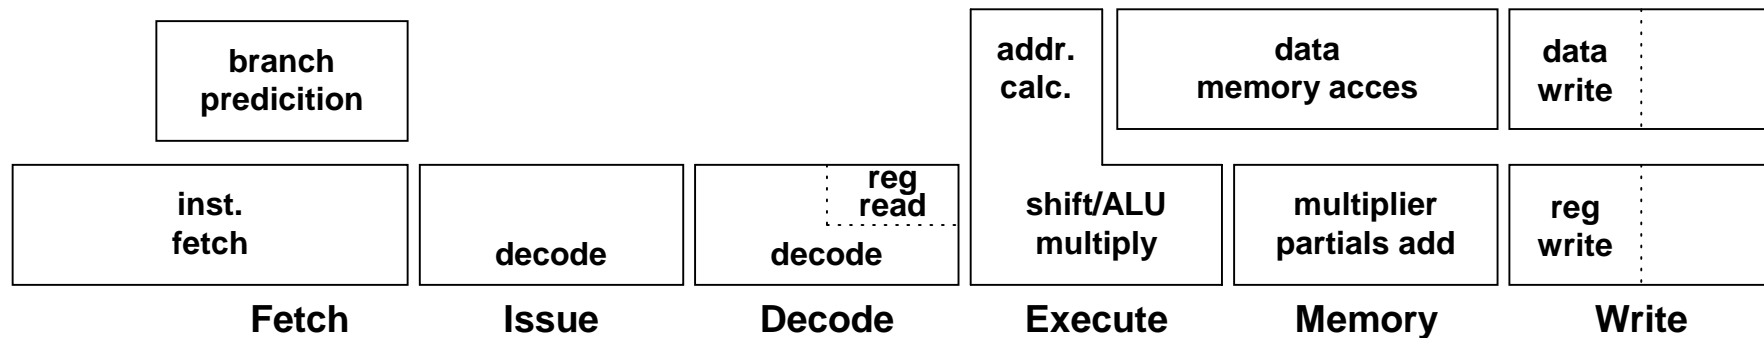 branch
predicition
addr.
calc.
data
memory acces
data
write
inst.
fetch
decode
reg
read
decode
shift/ALU
multiply
multiplier
partials add
reg
write
Fetch
Issue
Decode
Execute
Memory
Write